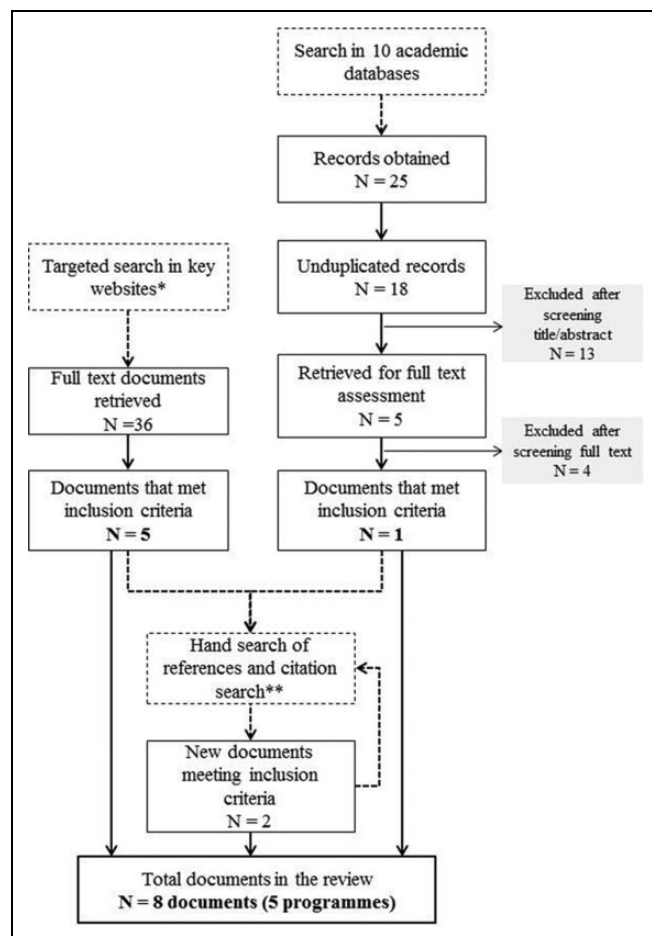 Search in 10 academic
databases
Records obtained
N = 25
Targeted search in key
websites*
Unduplicated records
N = 18
Excluded after
screening
title/abstract
N = 13
Full text documents
retrieved
N =36
Retrieved for full text
assessment
N = 5
Excluded after
screening full text
N = 4
Documents that met
inclusion criteria
N = 5
Documents that met
inclusion criteria
N = 1
Hand search of
references and citation
search**
New documents
meeting inclusion
criteria
N = 2
Total documents in the review
N = 8 documents (5 programmes)